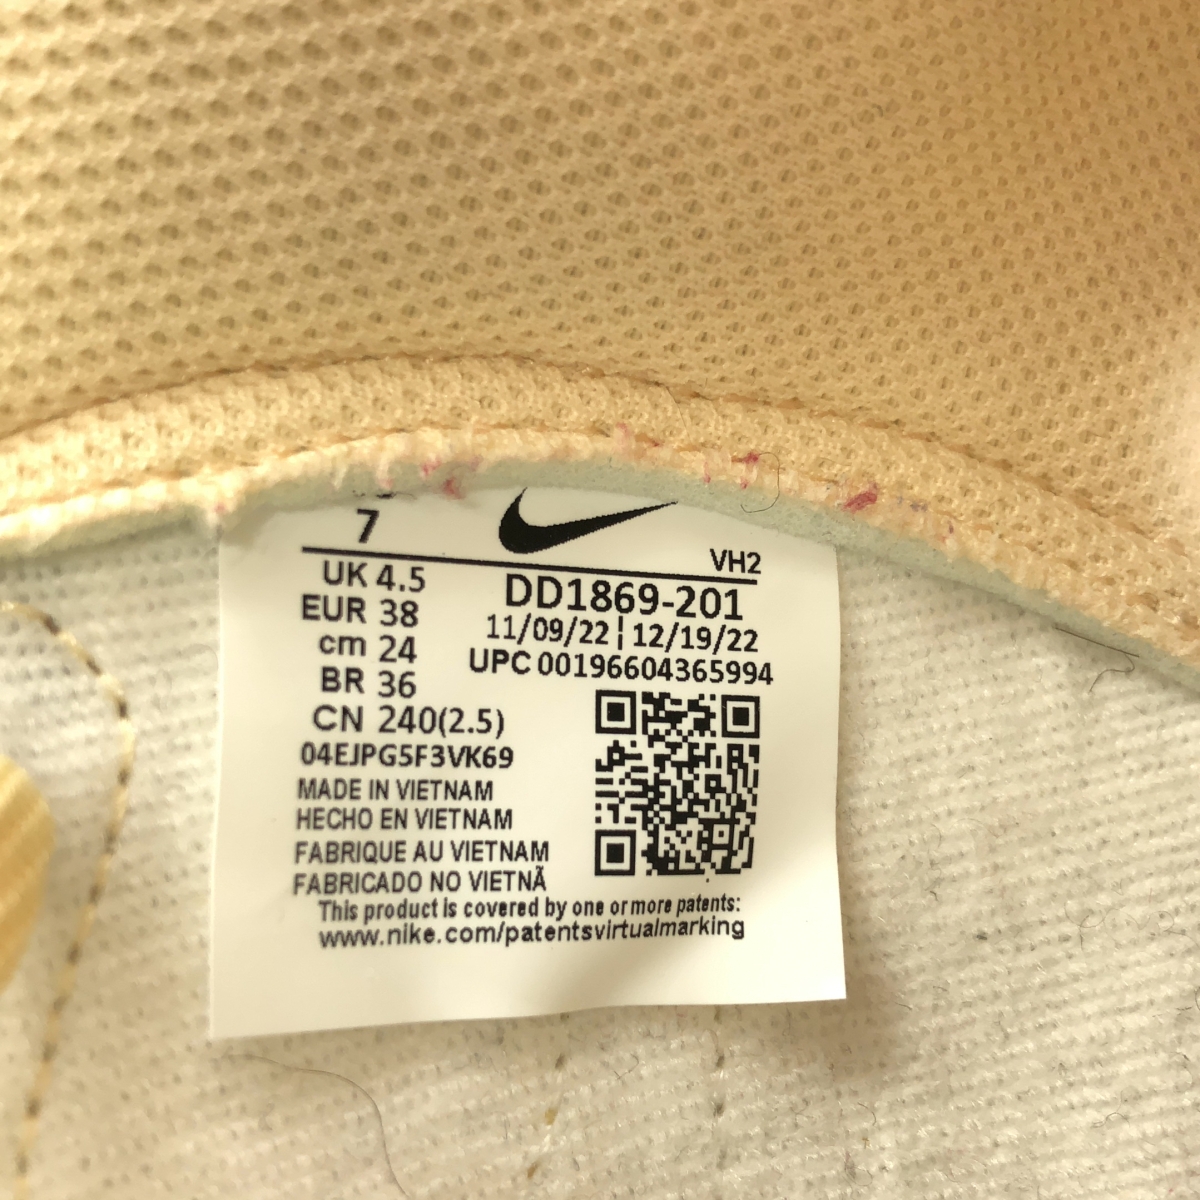 7
VH2
UK 4.5
DD1869-201
EUR 38
11/09/22 ¦ 12/19/22
cm 24
UPC 00196604365994
BR 36
CN 240(2.5)
04EJPG5F3VK69
MADE IN VIETNAM
HECHO EN VIETNAM
FABRIQUE AU VIETNAM
FABRICADO NO VIETNÃ
This product is covered by one or more patents:
www.nike.com/patentsvirtualmarking